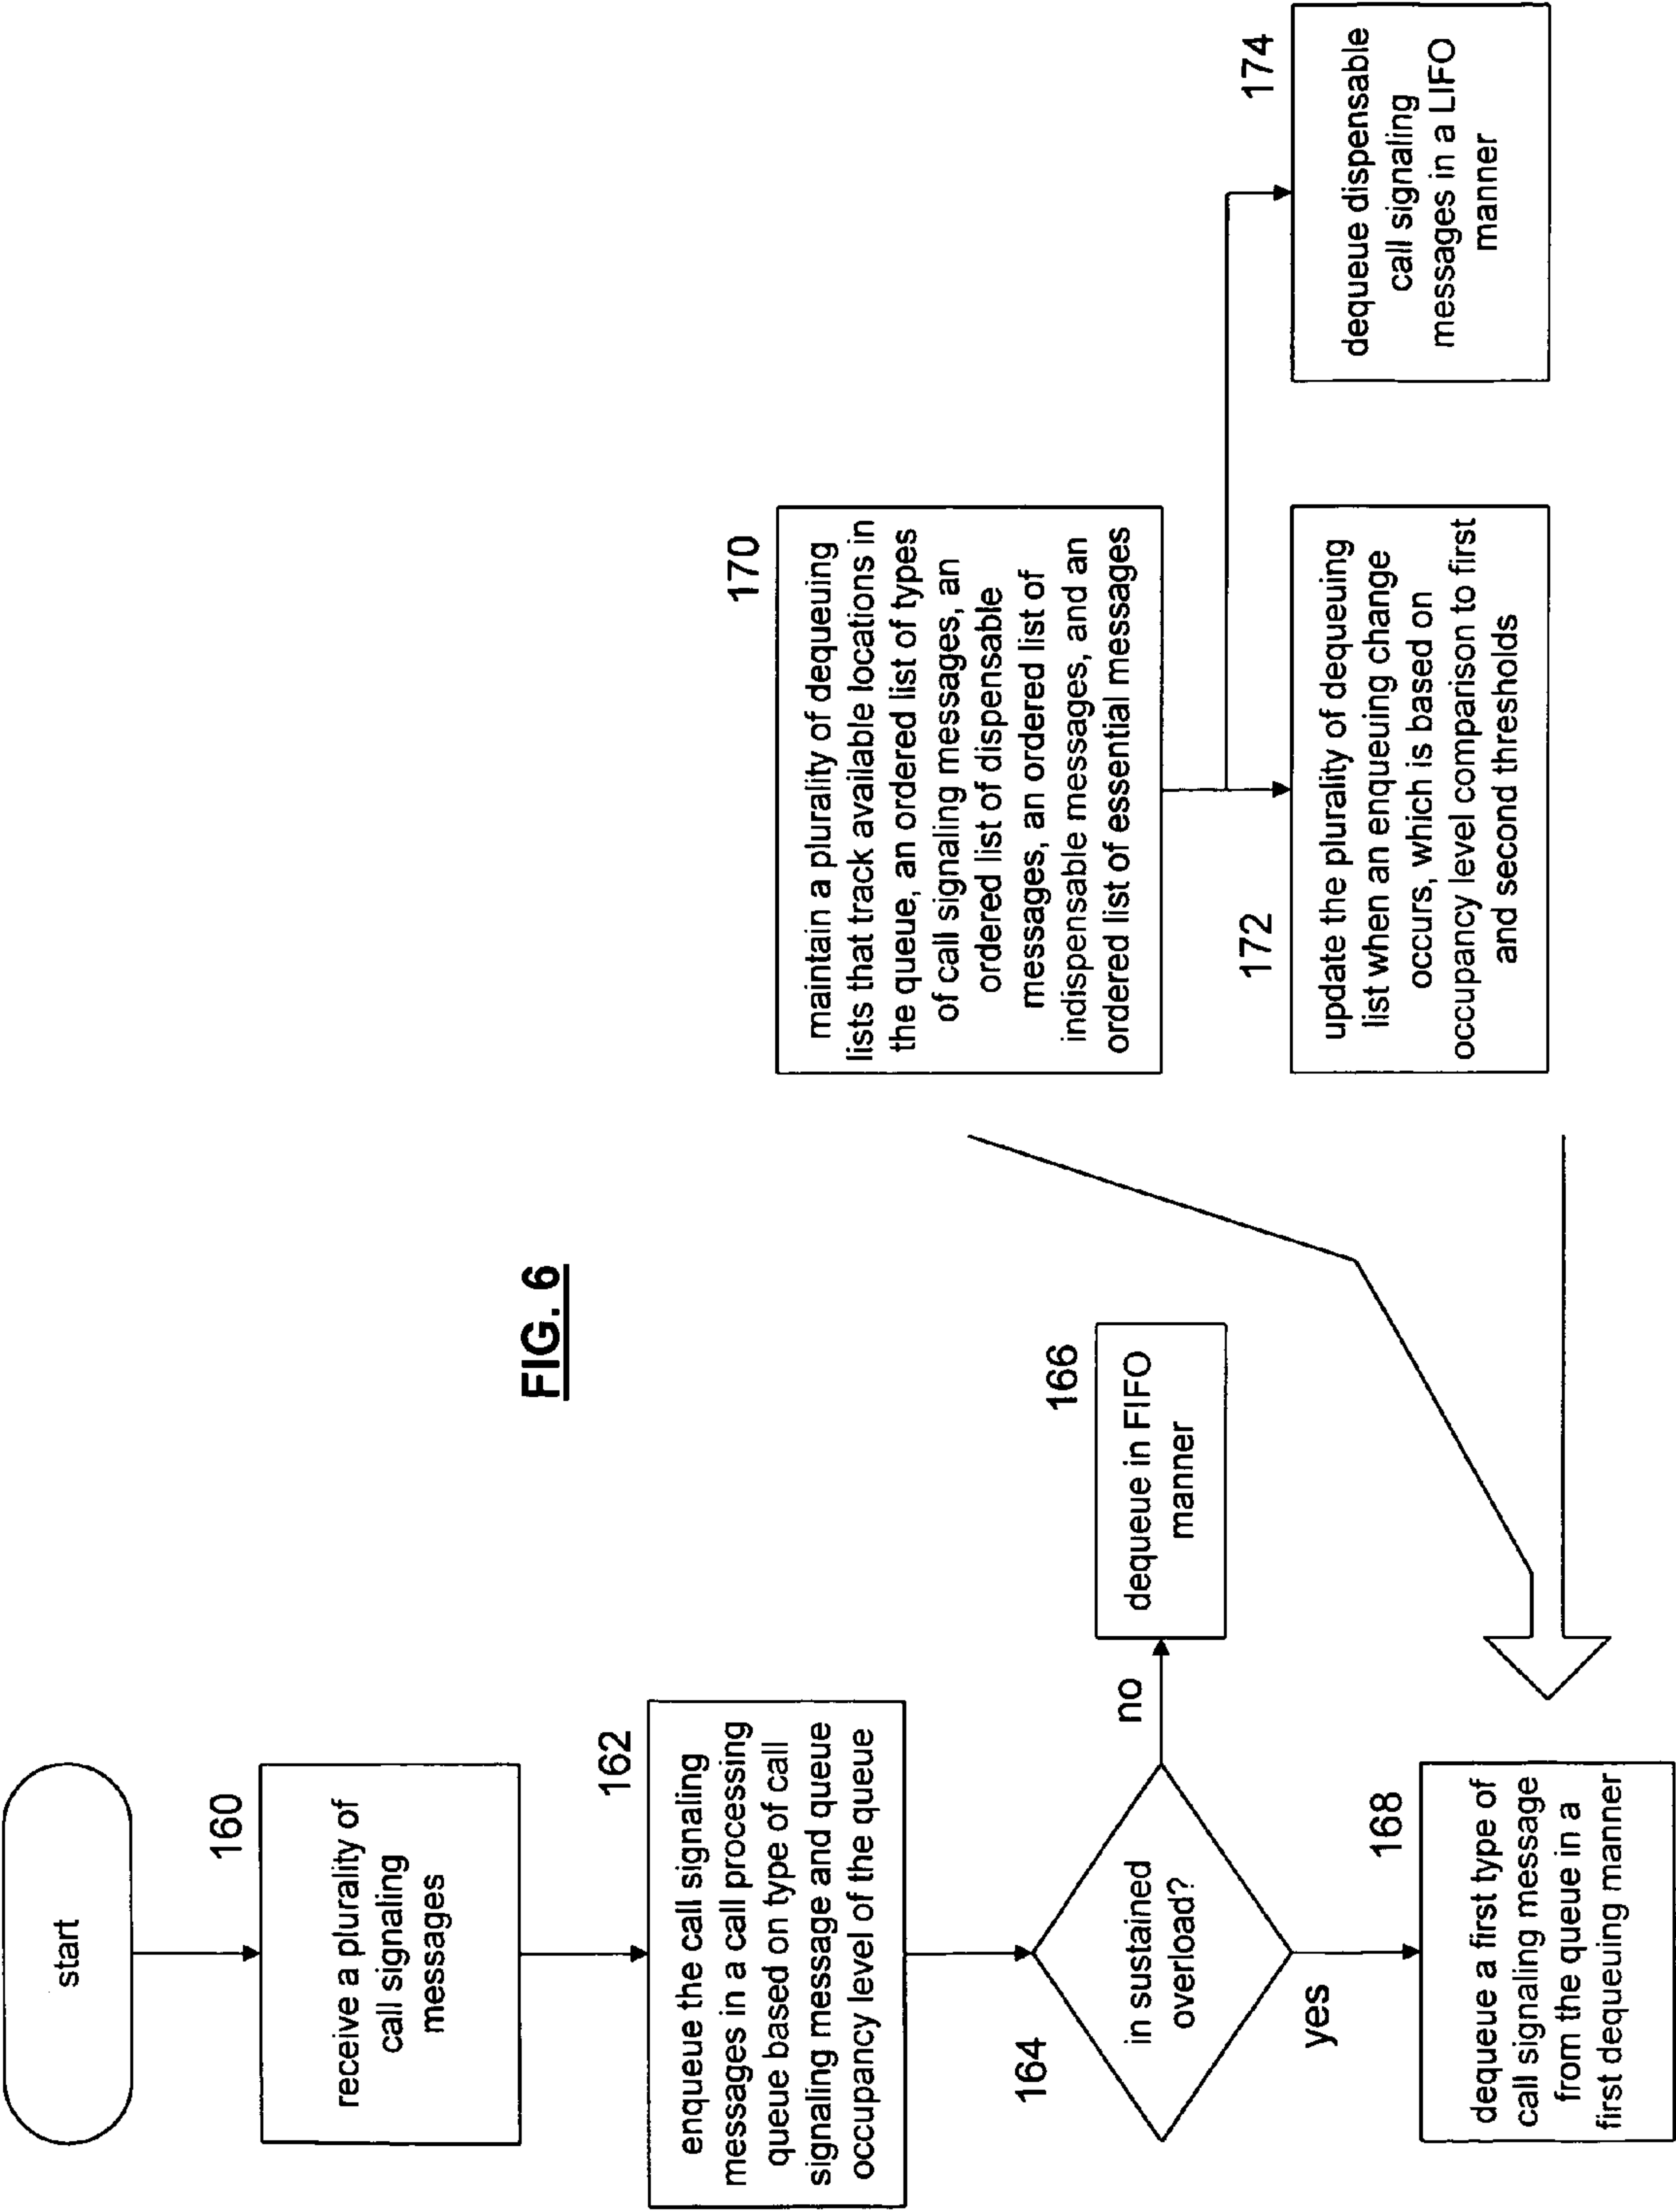 start
160
receive a plurality of
call signaling
messages
162
enqueue the call signaling
messages in a call processing
queue based on type of call
signaling message and queue
occupancy level of the queue
164
in sustained
overload?
no
yes
166
dequeue in FIFO
manner
168
dequeue a first type of
call signaling message
from the queue in a
first dequeuing manner
FIG. 6
170
maintain a plurality of dequeuing
lists that track available locations in
the queue, an ordered list of types
of call signaling messages, an
ordered list of dispensable
messages, an ordered list of
indispensable messages, and an
ordered list of essential messages
172
update the plurality of dequeuing
list when an enqueuing change
occurs, which is based on
occupancy level comparison to first
and second thresholds
174
dequeue dispensable
call signaling
messages in a LIFO
manner